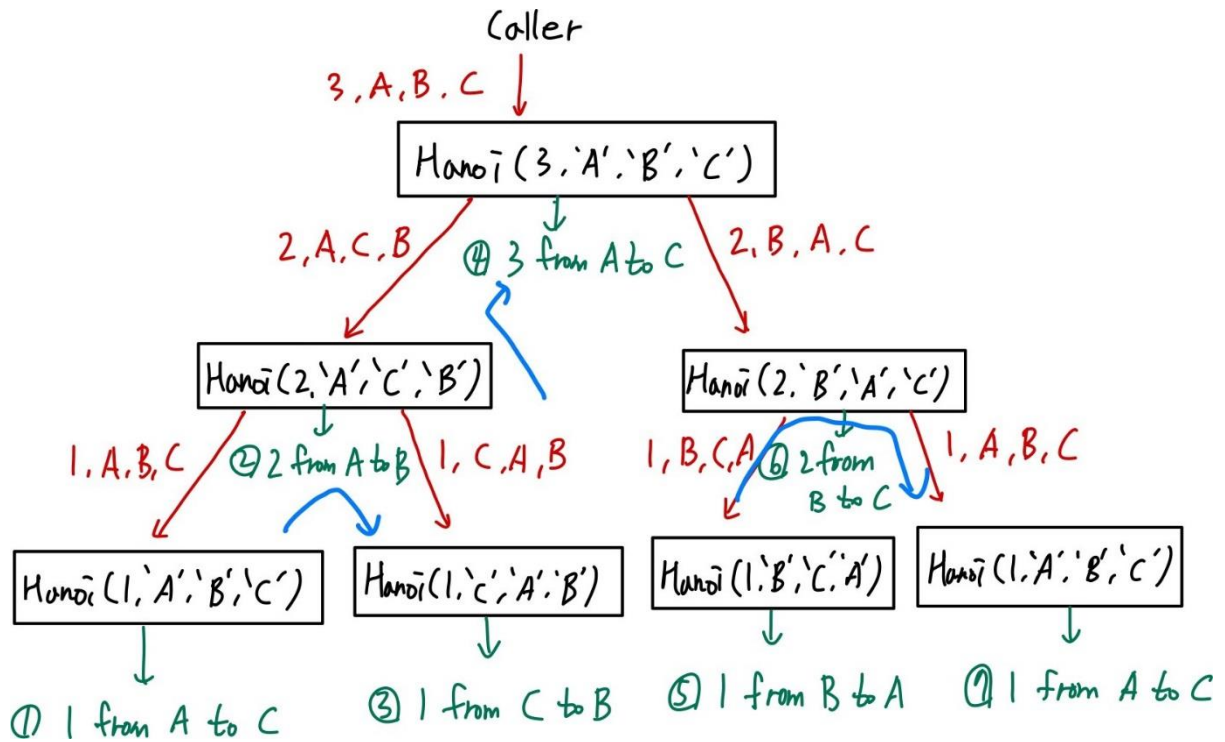 Caller
3, A, B, C
Hanoi(3,'A','B','C')
2, A, C, B
④ 3 from A to C
2, B, A, C
Hanoi(2,'A','C','B')
Hanoi(2,'B','A','C')
1, A, B, C
② 2 from A to B
1, C, A, B
1, B, C, A
⑥ 2 from
B to C
1, A, B, C
Hanoi(1,'A','B','C')
Hanoi(1,'C','A','B')
Hanoi(1,'B','C','A')
Hanoi(1,'A','B','C')
① 1 from A to C
③ 1 from C to B
⑤ 1 from B to A
⑦ 1 from A to C